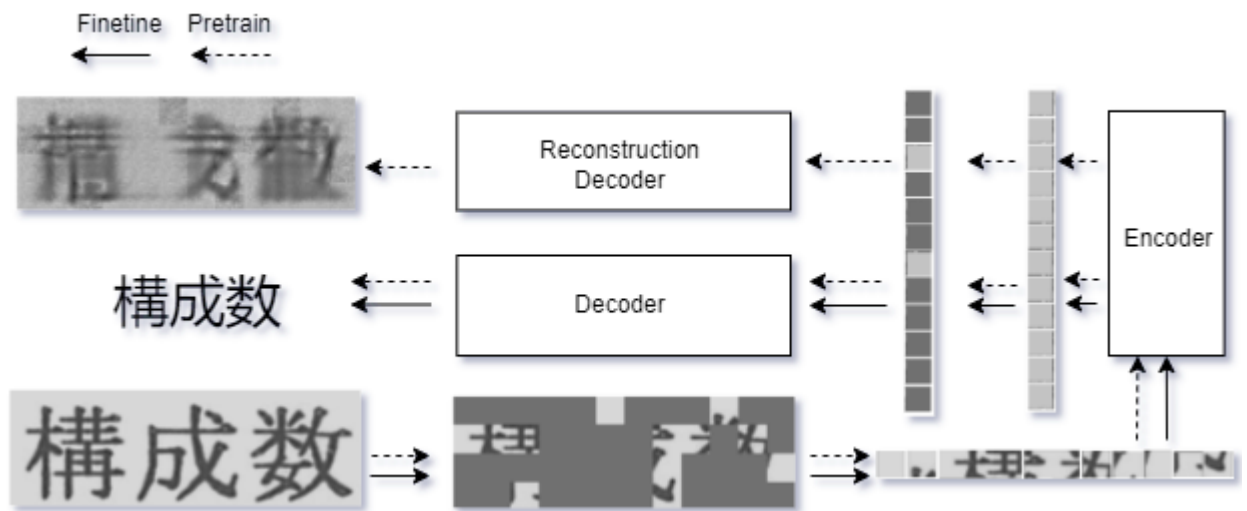 Finetine Pretrain
Reconstruction
Decoder
Encoder
構成数
Decoder
構成数